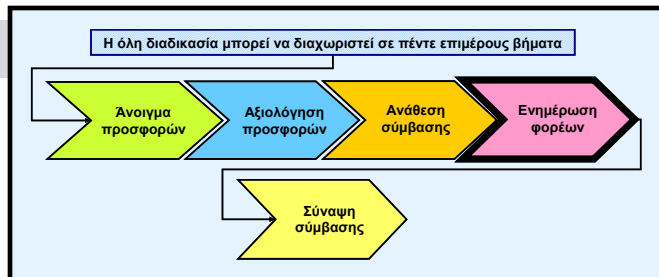 Η όλη διαδικασία μπορεί να διαχωριστεί σε πέντε επιμέρους βήματα
Άνοιγμα
προσφορών
Αξιολόγηση
προσφορών
Ανάθεση
σύμβασης
Ενημέρωση
φορέων
Σύναψη
σύμβασης